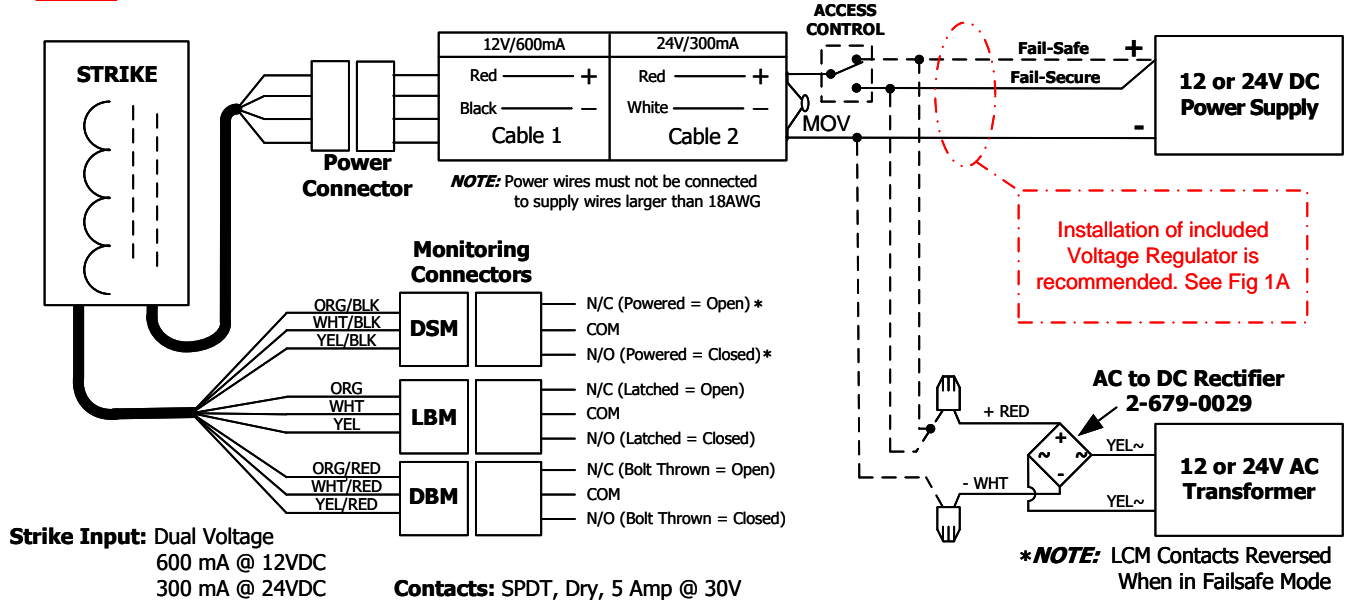 ACCESS
CONTROL
STRIKE
12V/600mA
24V/300mA
Red +
Red +
Black –
White –
Cable 1
Cable 2
MOV
Fail-Safe +
Fail-Secure
-
12 or 24V DC
Power Supply
Power
Connector
NOTE: Power wires must not be connected
to supply wires larger than 18AWG
Installation of included
Voltage Regulator is
recommended. See Fig 1A
Monitoring
Connectors
ORG/BLK
WHT/BLK
YEL/BLK
DSM
N/C (Powered = Open)*
COM
N/O (Powered = Closed)*
ORG
WHT
YEL
LBM
N/C (Latched = Open)
COM
N/O (Latched = Closed)
ORG/RED
WHT/RED
YEL/RED
DBM
N/C (Bolt Thrown = Open)
COM
N/O (Bolt Thrown = Closed)
AC to DC Rectifier
2-679-0029
+ RED
- WHT
+
~ ~
-
YEL~
YEL~
12 or 24V AC
Transformer
Strike Input: Dual Voltage
600 mA @ 12VDC
300 mA @ 24VDC
Contacts: SPDT, Dry, 5 Amp @ 30V
*NOTE: LCM Contacts Reversed
When in Failsafe Mode